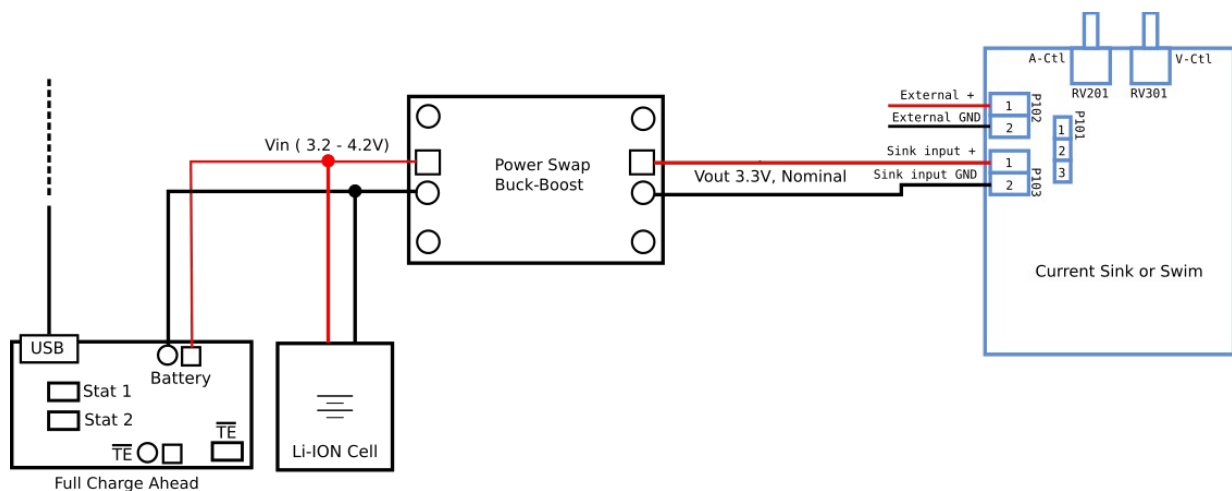 A-Ctl
V-Ctl
RV201
RV301
External +
1
P102
External GND
2
P101
1
2
3
Vin ( 3.2 - 4.2V)
Power Swap
Buck-Boost
Vout 3.3V, Nominal
Sink input +
1
Sink input GND
2
P103
Current Sink or Swim
USB
Battery
Stat 1
Stat 2
TE
TE
Full Charge Ahead
Li-ION Cell